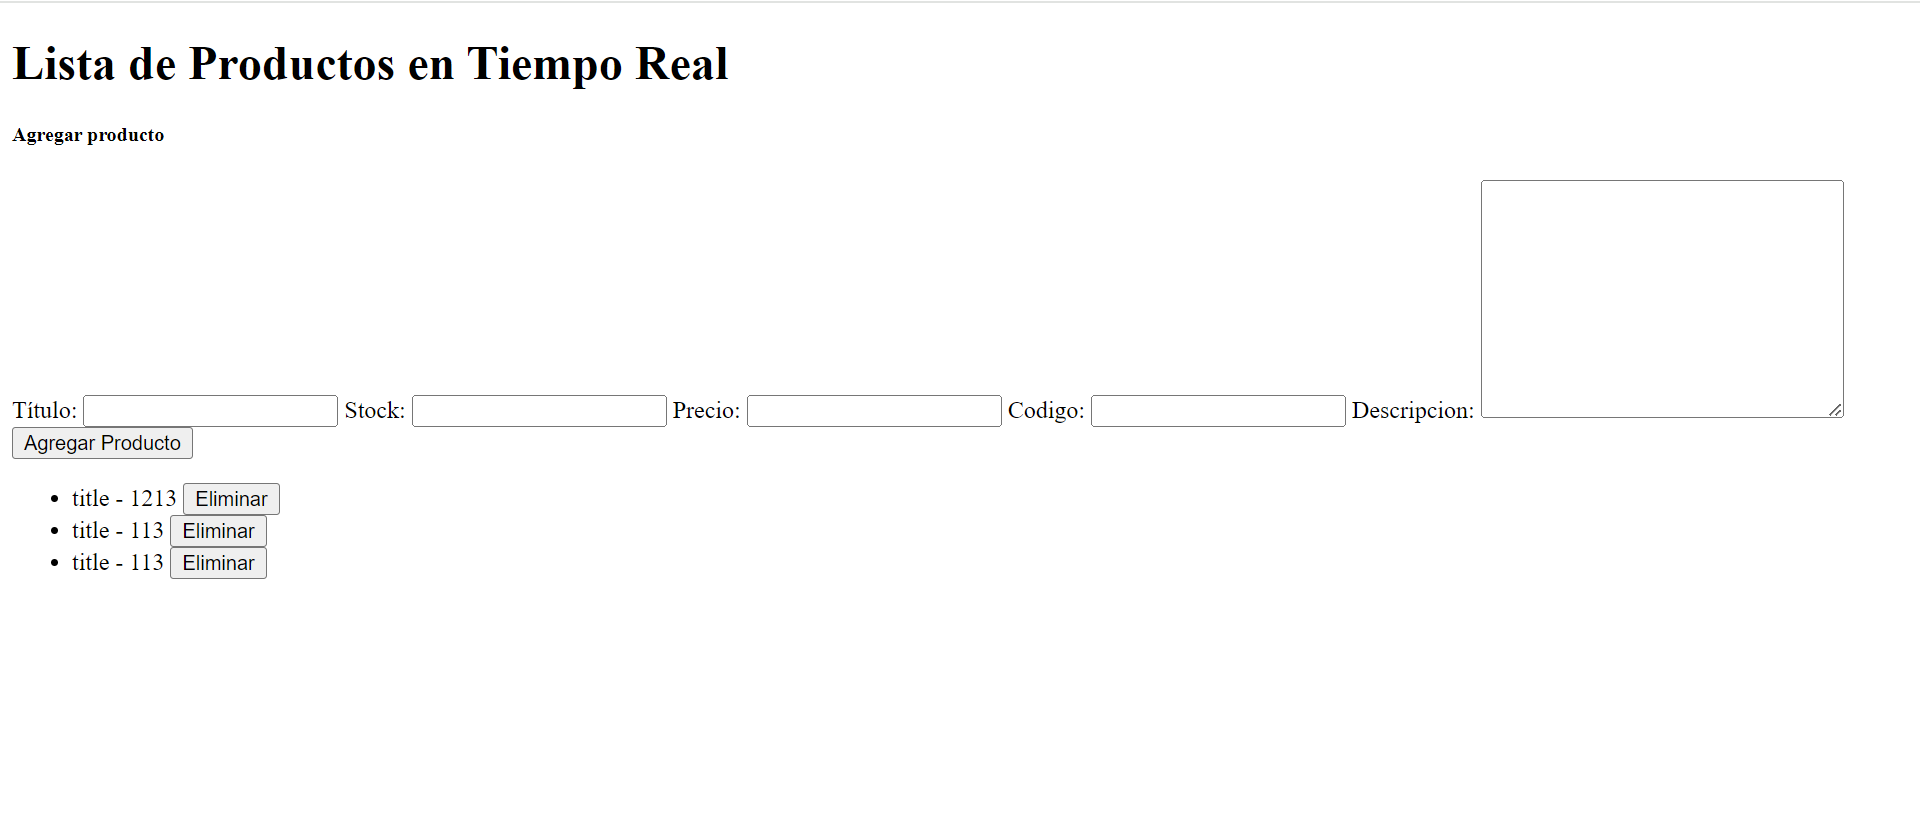 Lista de Productos en Tiempo Real
Agregar producto
Título: Stock: Precio: Codigo: Descripcion:
Agregar Producto
title - 1213 Eliminar
title - 113 Eliminar
title - 113 Eliminar